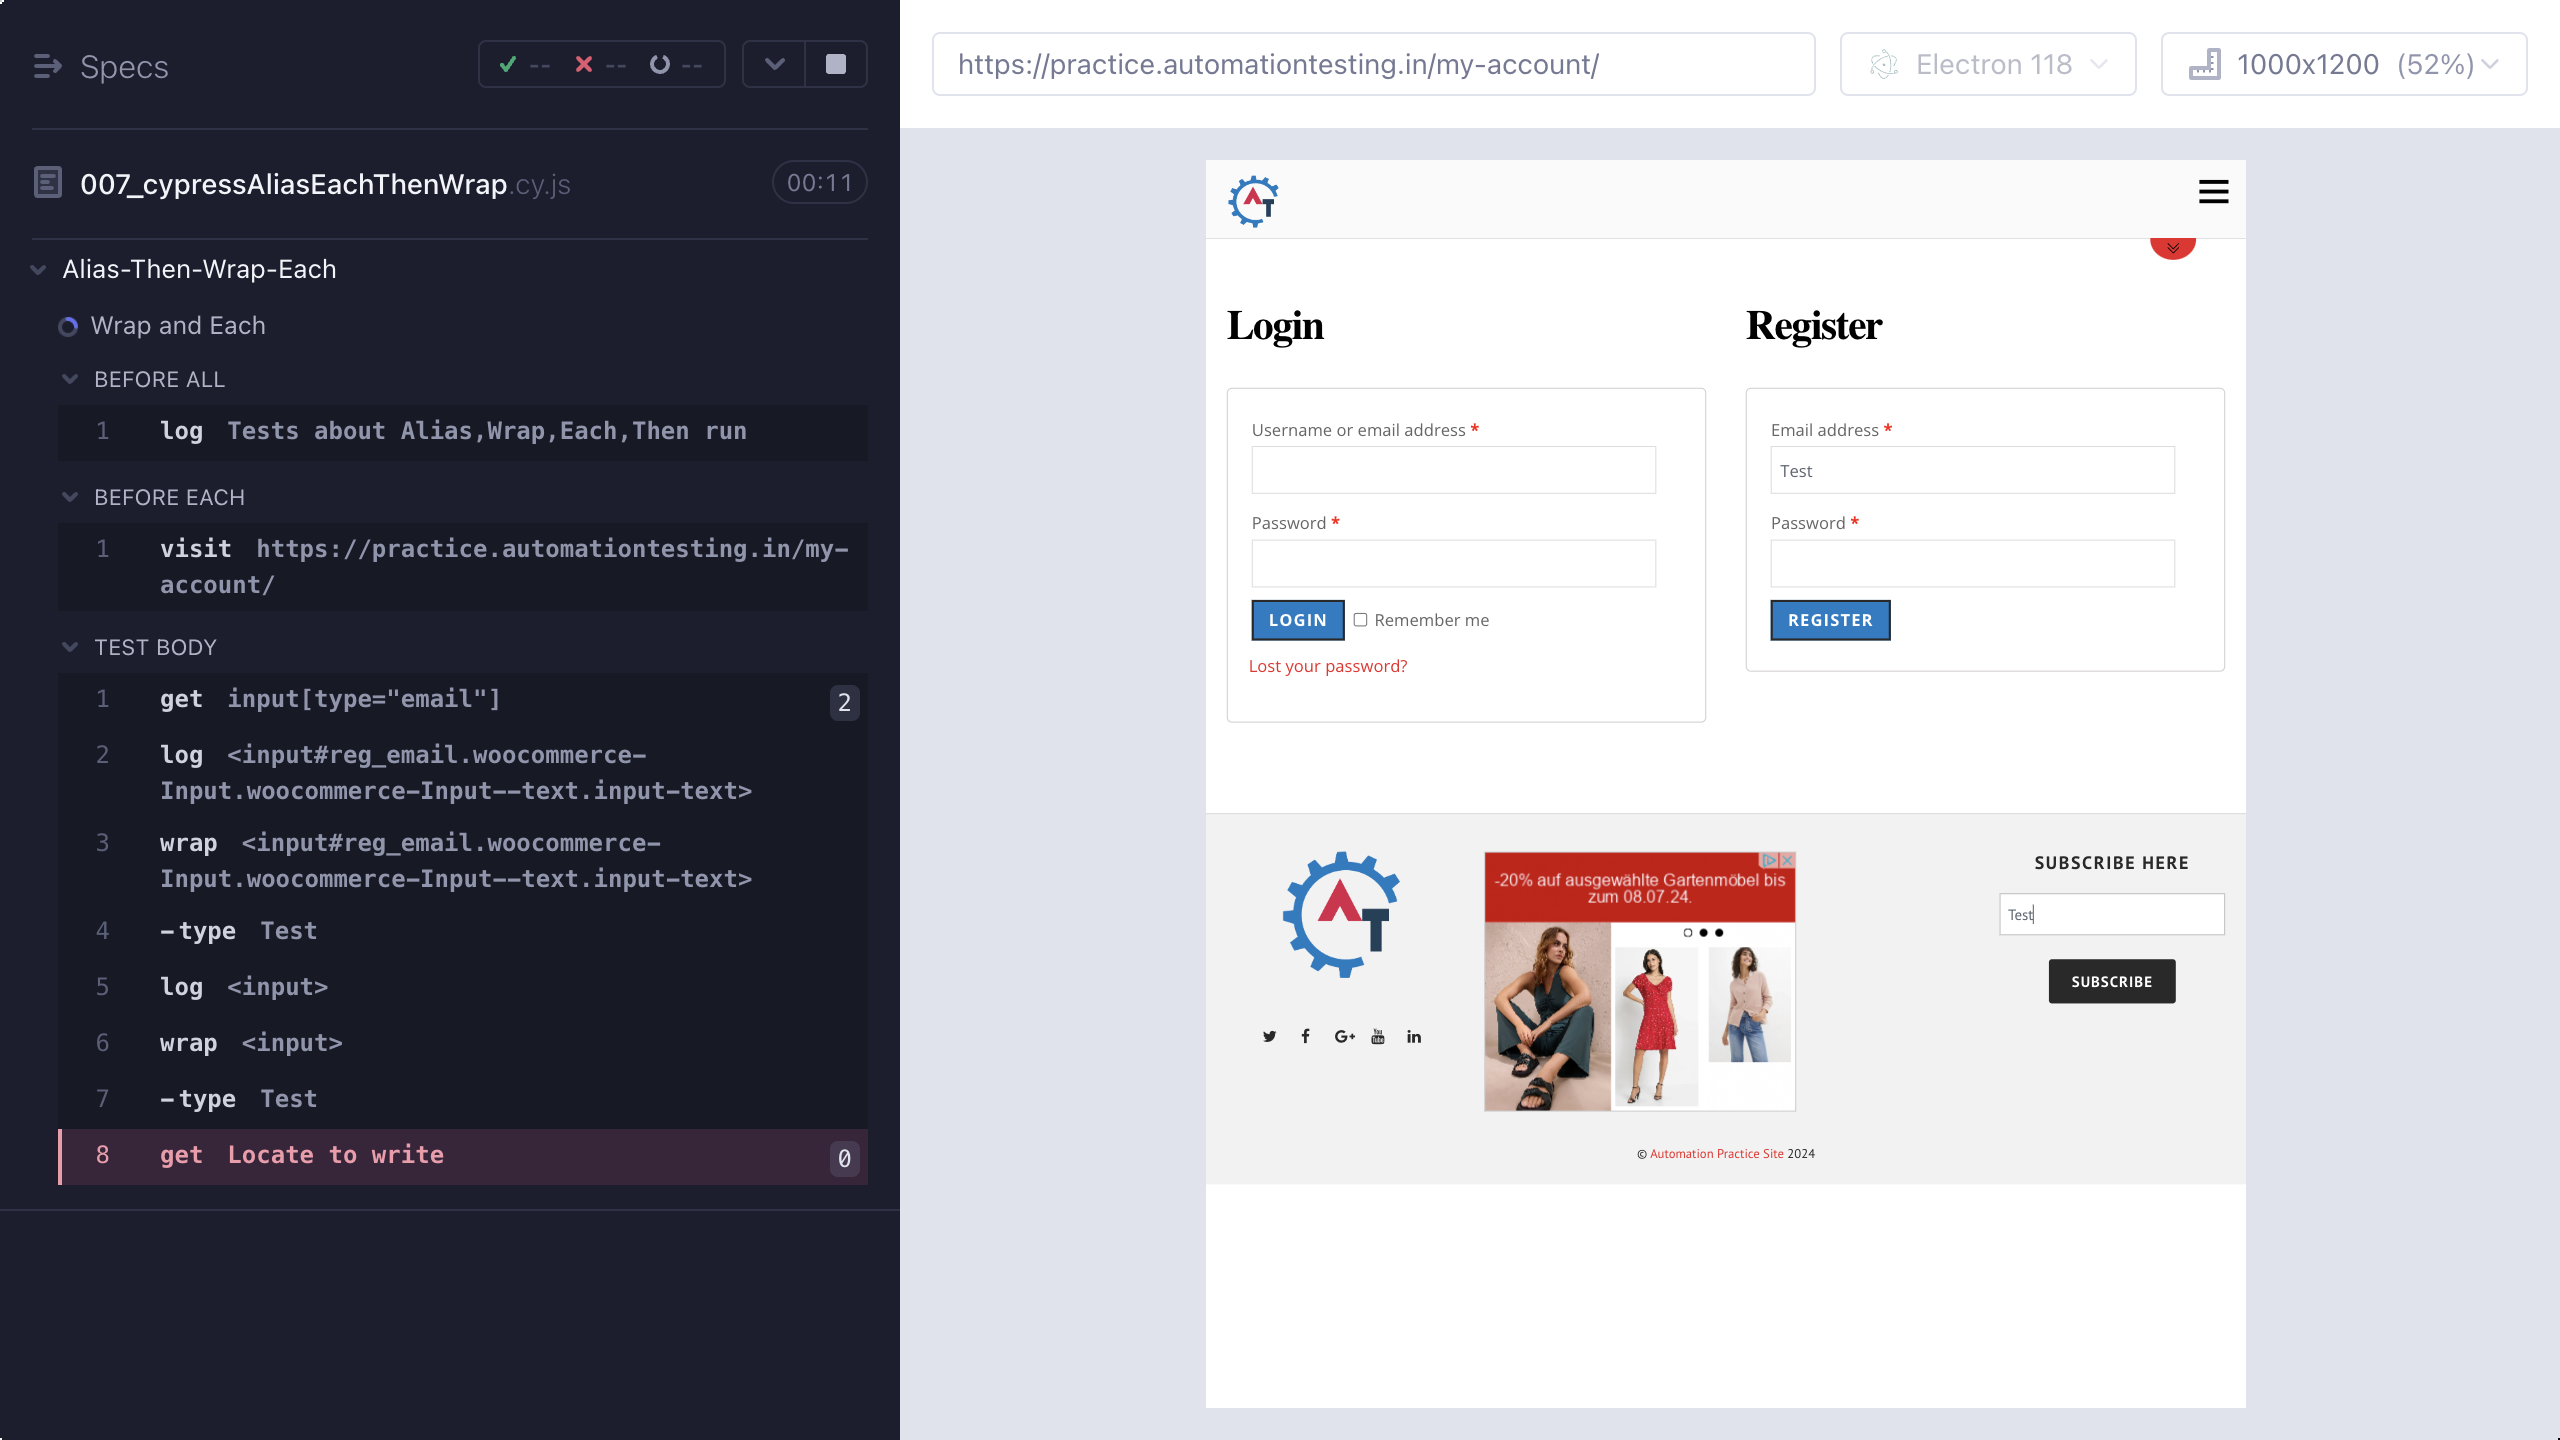 Specs
-- -- --
007_cypressAliasEachThenWrap.cy.js 00:11
Alias-Then-Wrap-Each
Wrap and Each
BEFORE ALL
1 log Tests about Alias,Wrap,Each,Then run
BEFORE EACH
1 visit https://practice.automationtesting.in/my-
account/
TEST BODY
1 get input[type="email"] 2
2 log <input#reg_email.woocommerce-
Input.woocommerce-Input--text.input-text>
3 wrap <input#reg_email.woocommerce-
Input.woocommerce-Input--text.input-text>
4 -type Test
5 log <input>
6 wrap <input>
7 -type Test
8 get Locate to write 0
https://practice.automationtesting.in/my-account/
Electron 118
1000x1200 (52%)
AT
Login
Username or email address *
Password *
LOGIN Remember me
Lost your password?
Register
Email address *
Test
Password *
REGISTER
AT
G+ You Tube in
-20% auf ausgewählte Gartenmöbel bis
zum 08.07.24.
SUBSCRIBE HERE
Test
SUBSCRIBE
© Automation Practice Site 2024